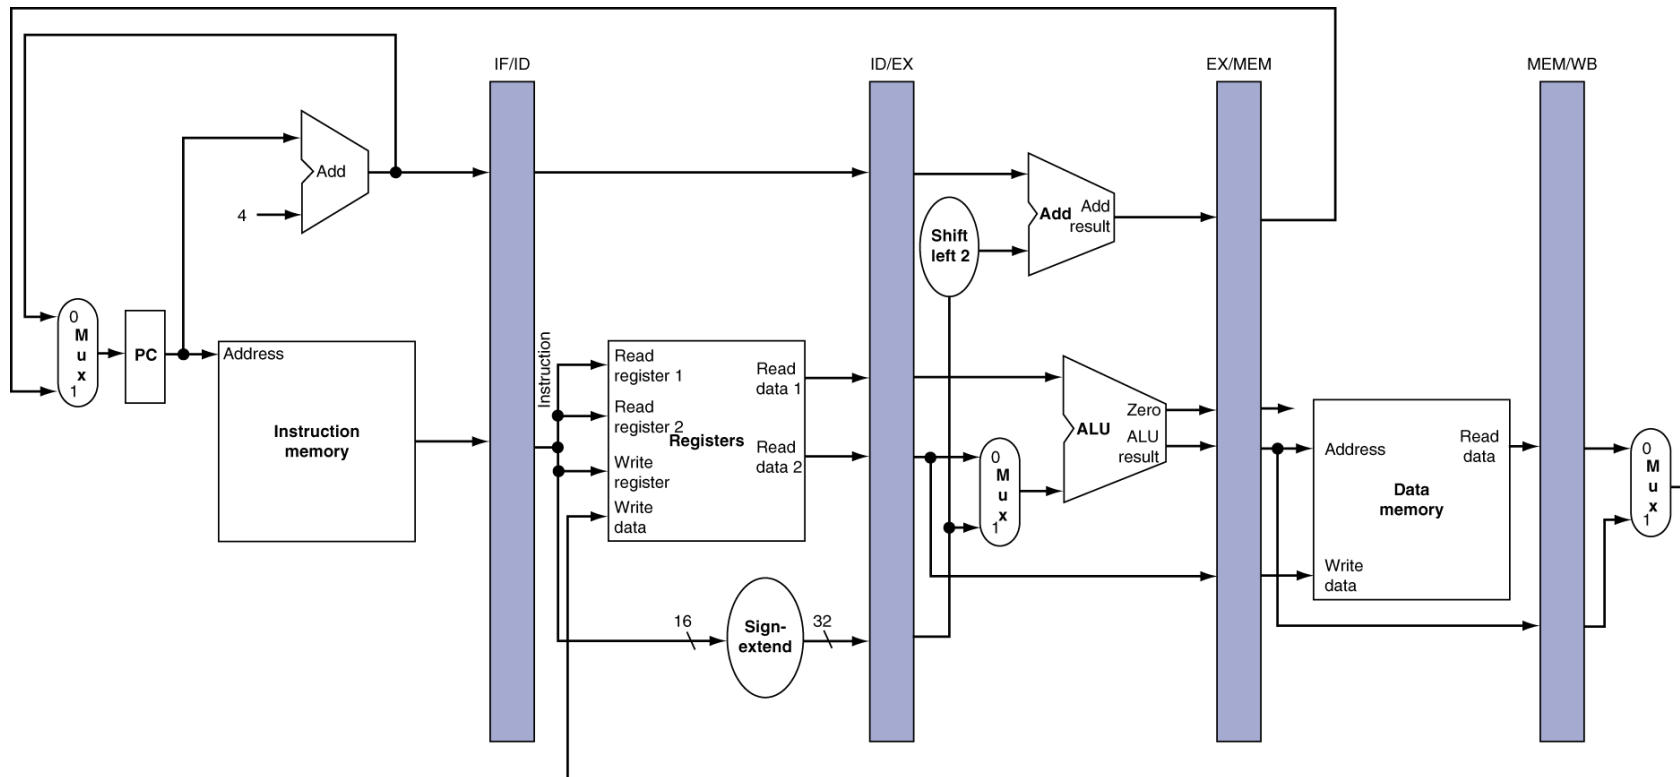 IF/ID
ID/EX
EX/MEM
MEM/WB
Add
4
Add
Add
result
Shift
left 2
0
M
u
x
1
PC
Address
Instruction
memory
Instruction
Read
register 1
Read
register 2
Write
register
Write
data
Registers
Read
data 1
Read
data 2
16
Sign-
extend
32
0
M
u
x
1
Zero
ALU
ALU
result
Address
Read
data
Data
memory
Write
data
0
M
u
x
1